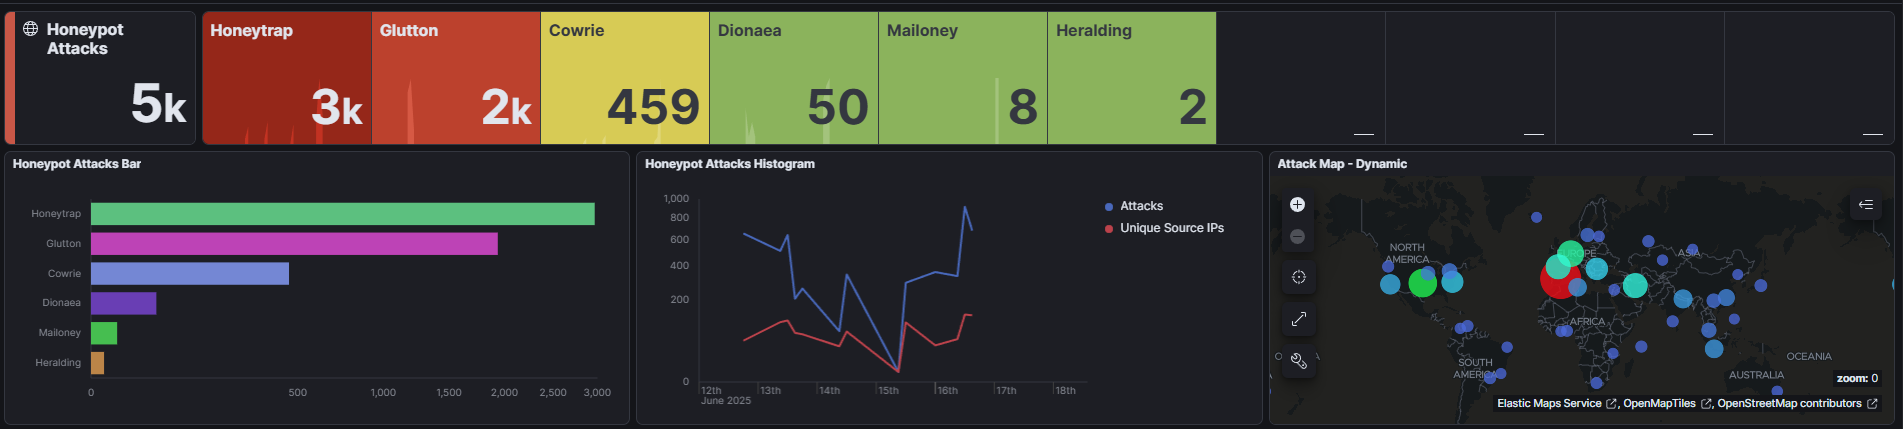 Honeypot
Attacks
5k
Honeytrap
3k
Glutton
2k
Cowrie
459
Dionaea
50
Mailoney
8
Heralding
2
Honeypot Attacks Bar
Honeytrap
Glutton
Cowrie
Dionaea
Mailoney
Heralding
0 500 1,000 1,500 2,000 2,500 3,000
Honeypot Attacks Histogram
1,000
800
600
400
200
0
12th 13th 14th 15th 16th 17th 18th
June 2025
Attacks
Unique Source IPs
Attack Map - Dynamic
NORTH
AMERICA
ASIA
AFRICA
SOUTH
OCEANIA
AUSTRALIA
zoom: 0
Elastic Maps Service , OpenMapTiles , OpenStreetMap contributors